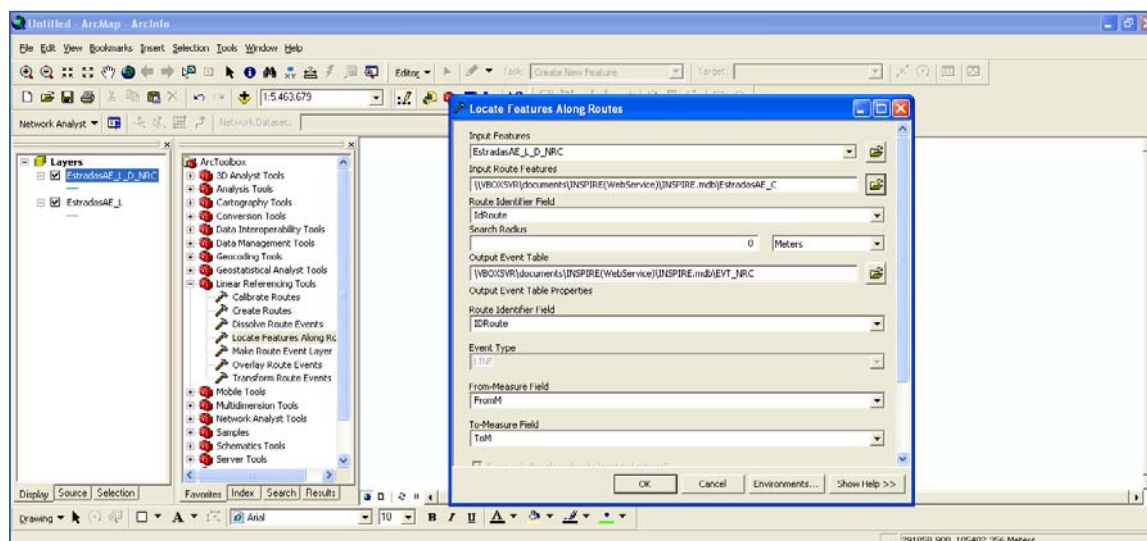 Untitled - ArcMap - ArcInfo
File Edit View Bookmarks Insert Selection Tools Window Help
Editor Task: Create New Feature Target:
1:5.463.679
Network Analyst Network Dataset:
Layers
EstradasAE_L_D_NRC
EstradasAE_L
ArcToolbox
3D Analyst Tools
Analysis Tools
Cartography Tools
Conversion Tools
Data Interoperability Tools
Data Management Tools
Geocoding Tools
Geostatistical Analyst Tools
Linear Referencing Tools
Calibrate Routes
Create Routes
Dissolve Route Events
Locate Features Along Ro
Make Route Event Layer
Overlay Route Events
Transform Route Events
Mobile Tools
Multidimension Tools
Network Analyst Tools
Samples
Schematics Tools
Server Tools
Display Source Selection
Favorites Index Search Results
Locate Features Along Routes
Input Features
EstradasAE_L_D_NRC
Input Route Features
\\VBOXSVR\documents\INSPIRE(WebService)\INSPIRE.mdb\EstradasAE_C
Route Identifier Field
IdRoute
Search Radius
0 Meters
Output Event Table
\\VBOXSVR\documents\INSPIRE(WebService)\INSPIRE.mdb\EVT_NRC
Output Event Table Properties
Route Identifier Field
IDRoute
Event Type
LINE
From-Measure Field
FromM
To-Measure Field
ToM
OK Cancel Environments... Show Help >>
Drawing A Arial 10 B I U A
Meters